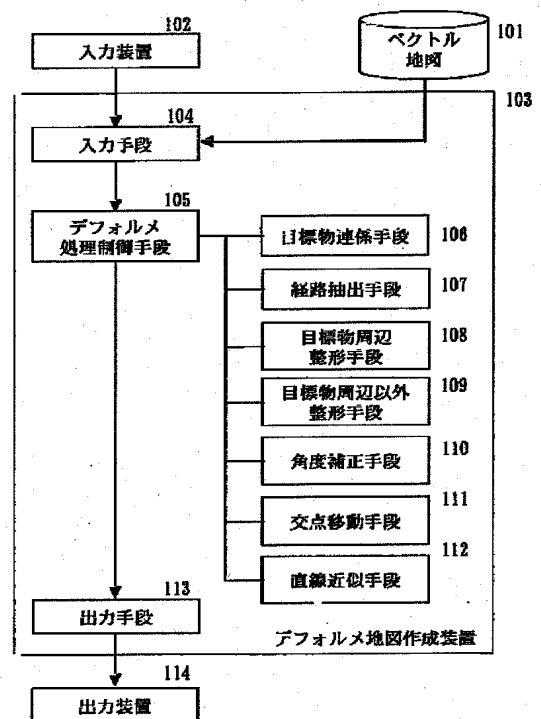 102
入力装置
ベクトル
地図
101
103
104
入力手段
105
デフォルメ
処理制御手段
目標物連係手段
106
経路抽出手段
107
目標物周辺
整形手段
108
目標物周辺以外
整形手段
109
角度補正手段
110
交点移動手段
111
112
直線近似手段
113
出力手段
デフォルメ地図作成装置
114
出力装置